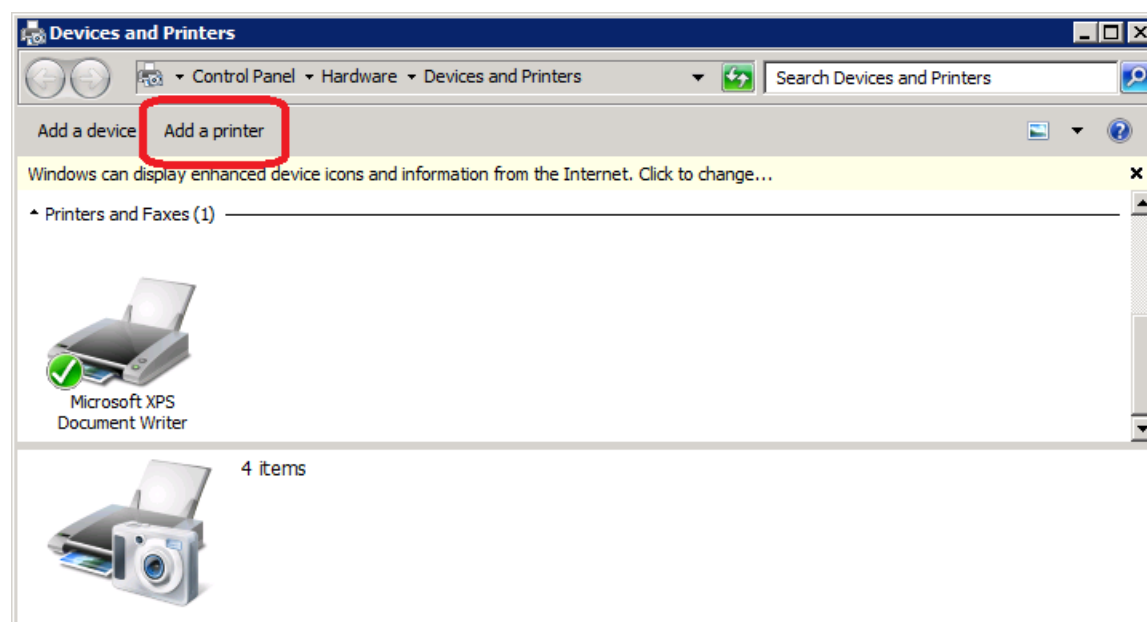 Devices and Printers
Control Panel Hardware Devices and Printers Search Devices and Printers
Add a device Add a printer
Windows can display enhanced device icons and information from the Internet. Click to change...
Printers and Faxes (1)
Microsoft XPS
Document Writer
4 items